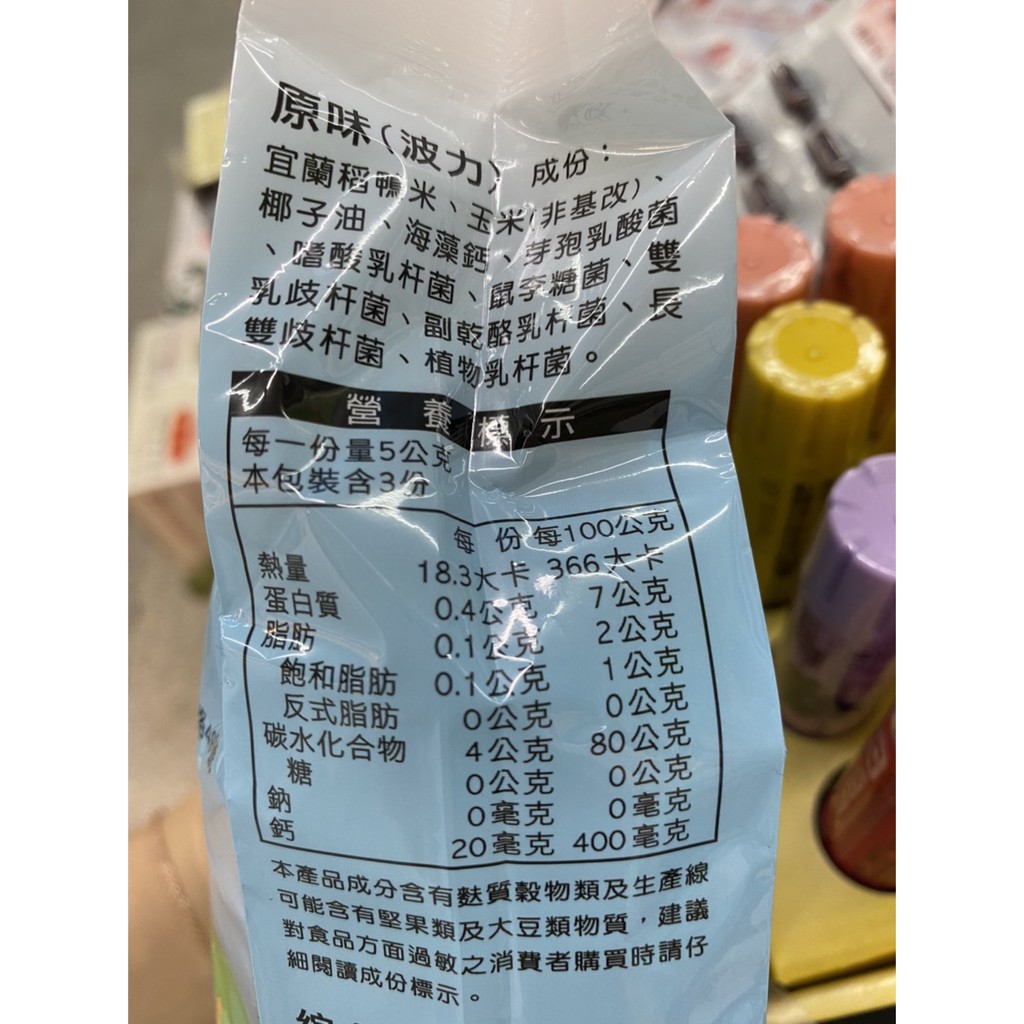 原味(波力) 成份：
宜蘭稻鴨米、玉米(非基改)、
椰子油、海藻鈣、芽孢乳酸菌
、嗜酸乳杆菌、鼠李糖菌、雙
乳歧杆菌、副乾酪乳杆菌、長
雙歧杆菌、植物乳杆菌。
營養標示
每一份量5公克
本包裝含3份
每 份 每100公克
熱量 18.3大卡 366大卡
蛋白質 0.4公克 7公克
脂肪 0.1公克 2公克
飽和脂肪 0.1公克 1公克
反式脂肪 0公克 0公克
碳水化合物 4公克 80公克
糖 0公克 0公克
鈉 0毫克 0毫克
鈣 20毫克 400毫克
本產品成分含有麩質穀物類及生產線
可能含有堅果類及大豆類物質，建議
對食品方面過敏之消費者購買時請仔
細閱讀成份標示。